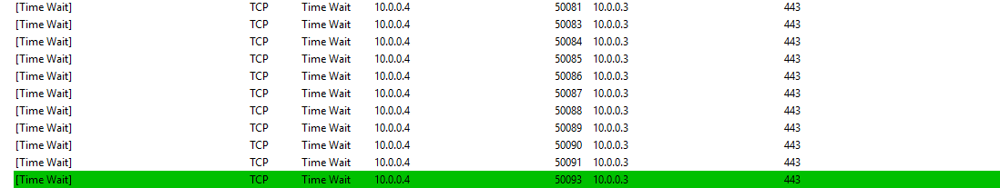 [Time Wait] TCP Time Wait 10.0.0.4 50081 10.0.0.3 443
[Time Wait] TCP Time Wait 10.0.0.4 50083 10.0.0.3 443
[Time Wait] TCP Time Wait 10.0.0.4 50084 10.0.0.3 443
[Time Wait] TCP Time Wait 10.0.0.4 50085 10.0.0.3 443
[Time Wait] TCP Time Wait 10.0.0.4 50086 10.0.0.3 443
[Time Wait] TCP Time Wait 10.0.0.4 50087 10.0.0.3 443
[Time Wait] TCP Time Wait 10.0.0.4 50088 10.0.0.3 443
[Time Wait] TCP Time Wait 10.0.0.4 50089 10.0.0.3 443
[Time Wait] TCP Time Wait 10.0.0.4 50090 10.0.0.3 443
[Time Wait] TCP Time Wait 10.0.0.4 50091 10.0.0.3 443
[Time Wait] TCP Time Wait 10.0.0.4 50093 10.0.0.3 443